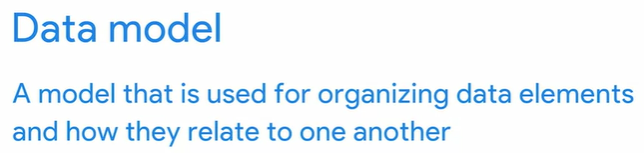 Data model
A model that is used for organizing data elements
and how they relate to one another